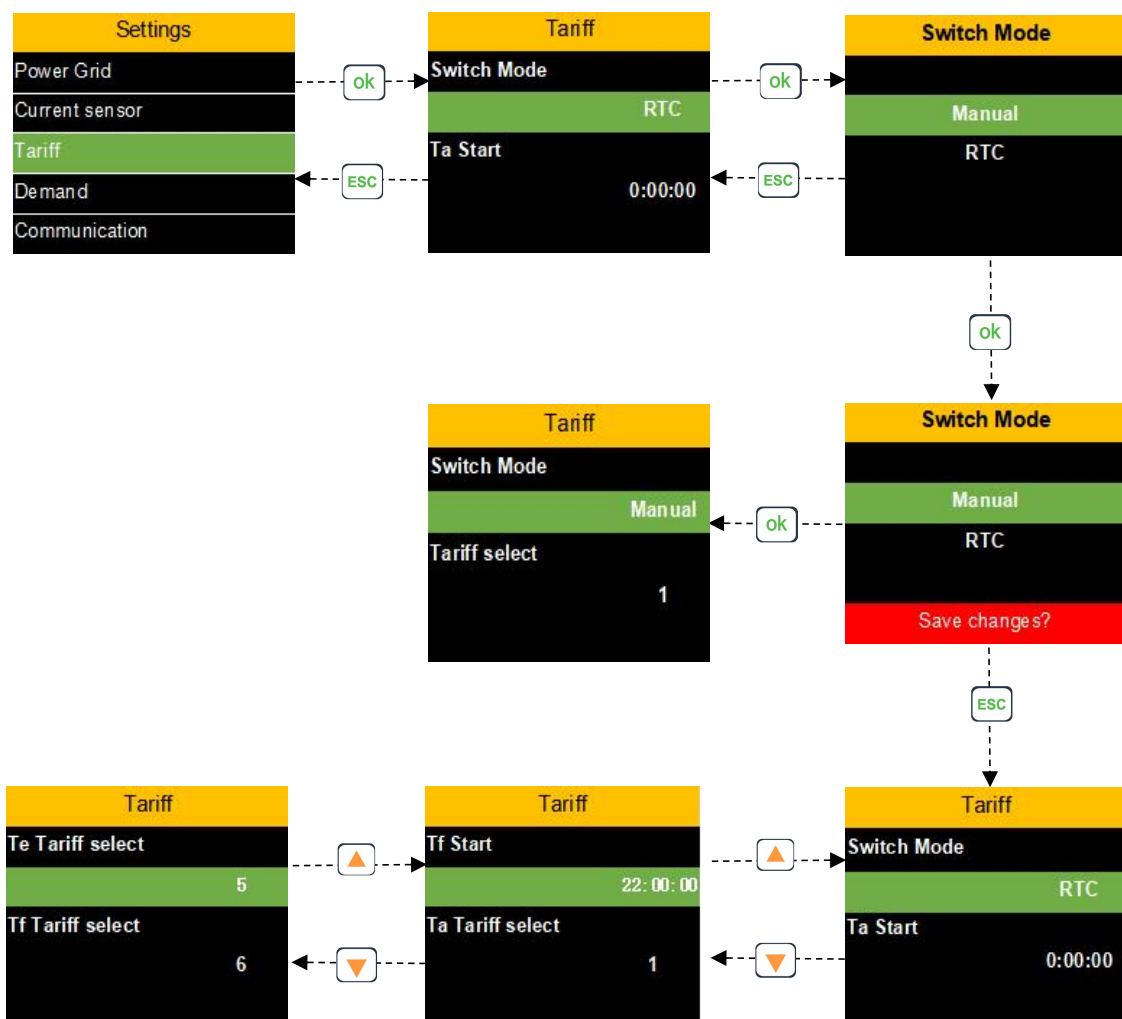 Settings
Power Grid
Current sensor
Tariff
Demand
Communication
ok
ESC
Tariff
Switch Mode
RTC
Ta Start
0:00:00
ok
ESC
Switch Mode
Manual
RTC
ok
Tariff
Switch Mode
Manual
Tariff select
1
ok
Switch Mode
Manual
RTC
Save changes?
ESC
Tariff
Te Tariff select
5
Tf Tariff select
6
Tariff
Tf Start
22:00:00
Ta Tariff select
1
Tariff
Switch Mode
RTC
Ta Start
0:00:00